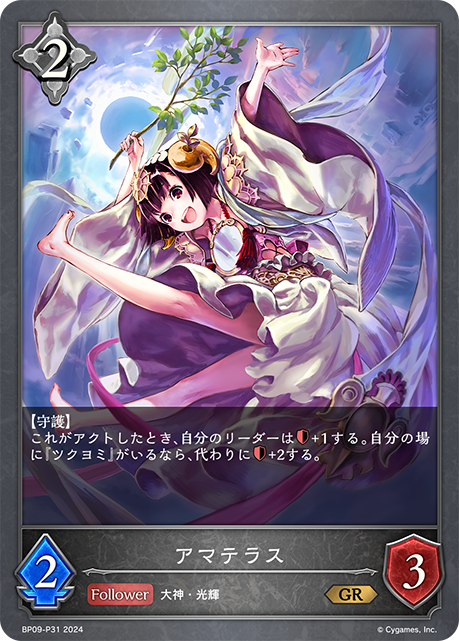 2
【守護】
これがアクトしたとき、自分のリーダーは+1する。自分の場
に『ツクヨミ』がいるなら、代わりに+2する。
アマテラス
2
Follower
大神・光輝
GR
3
BP09-P31 2024
© Cygames, Inc.